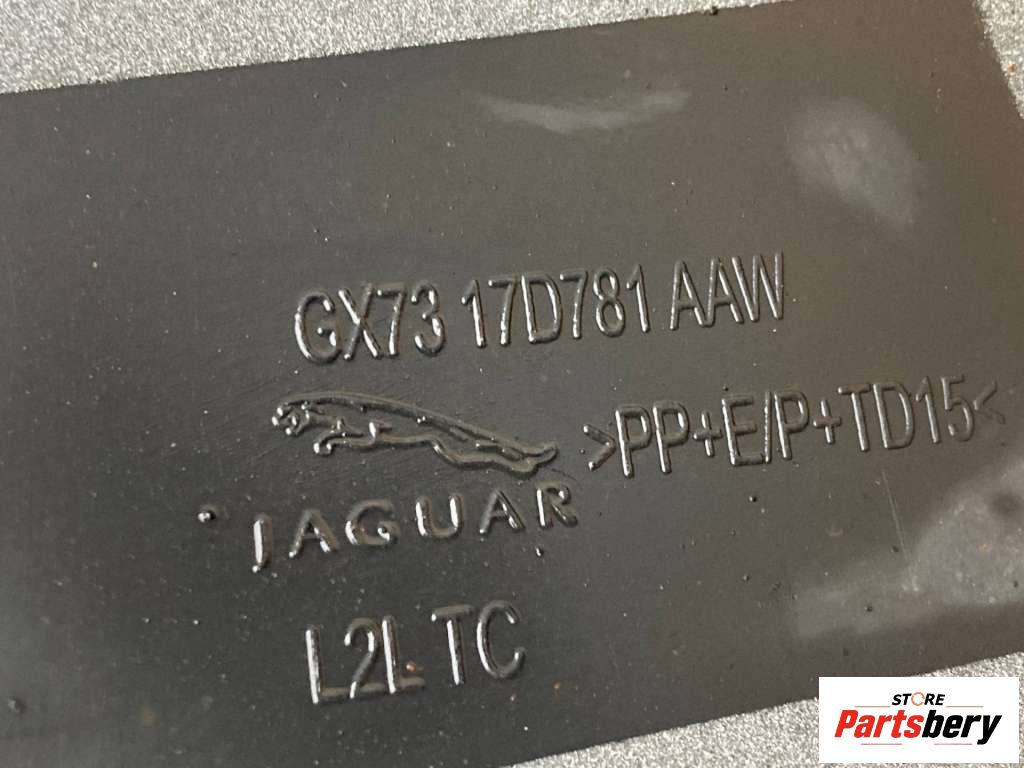 GX73 17D781 AAW
>PP+E/P+TD15<
JAGUAR
L2L TC
STORE
Partsbery